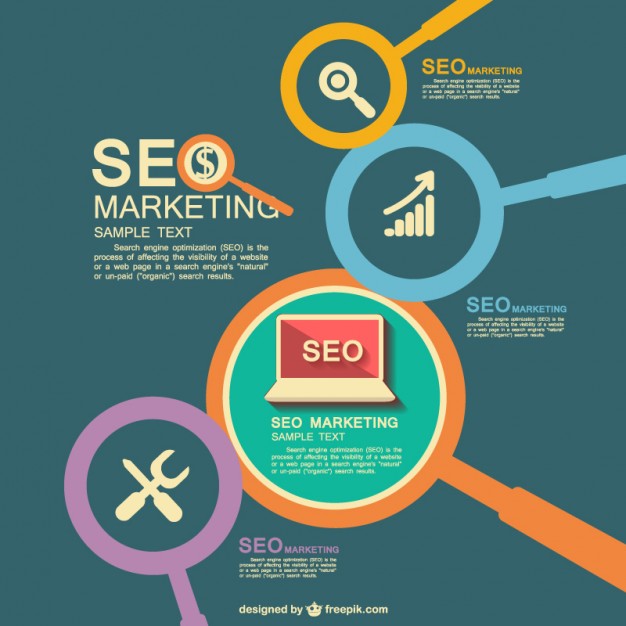 SEO MARKETING
Search engine optimization (SEO) is the
process of affecting the visibility of a website
or a web page in a search engine's "natural"
or un-paid ("organic") search results.
SEO
MARKETING
SAMPLE TEXT
Search engine optimization (SEO) is the
process of affecting the visibility of a website
or a web page in a search engine's "natural"
or un-paid ("organic") search results.
SEO MARKETING
Search engine optimization (SEO) is the
process of affecting the visibility of a website
or a web page in a search engine's "natural"
or un-paid ("organic") search results.
SEO
SEO MARKETING
SAMPLE TEXT
Search engine optimization (SEO) is the
process of affecting the visibility of a website
or a web page in a search engine's "natural"
or un-paid ("organic") search results.
SEO MARKETING
Search engine optimization (SEO) is the
process of affecting the visibility of a website
or a web page in a search engine's "natural"
or un-paid ("organic") search results.
designed by freepik.com